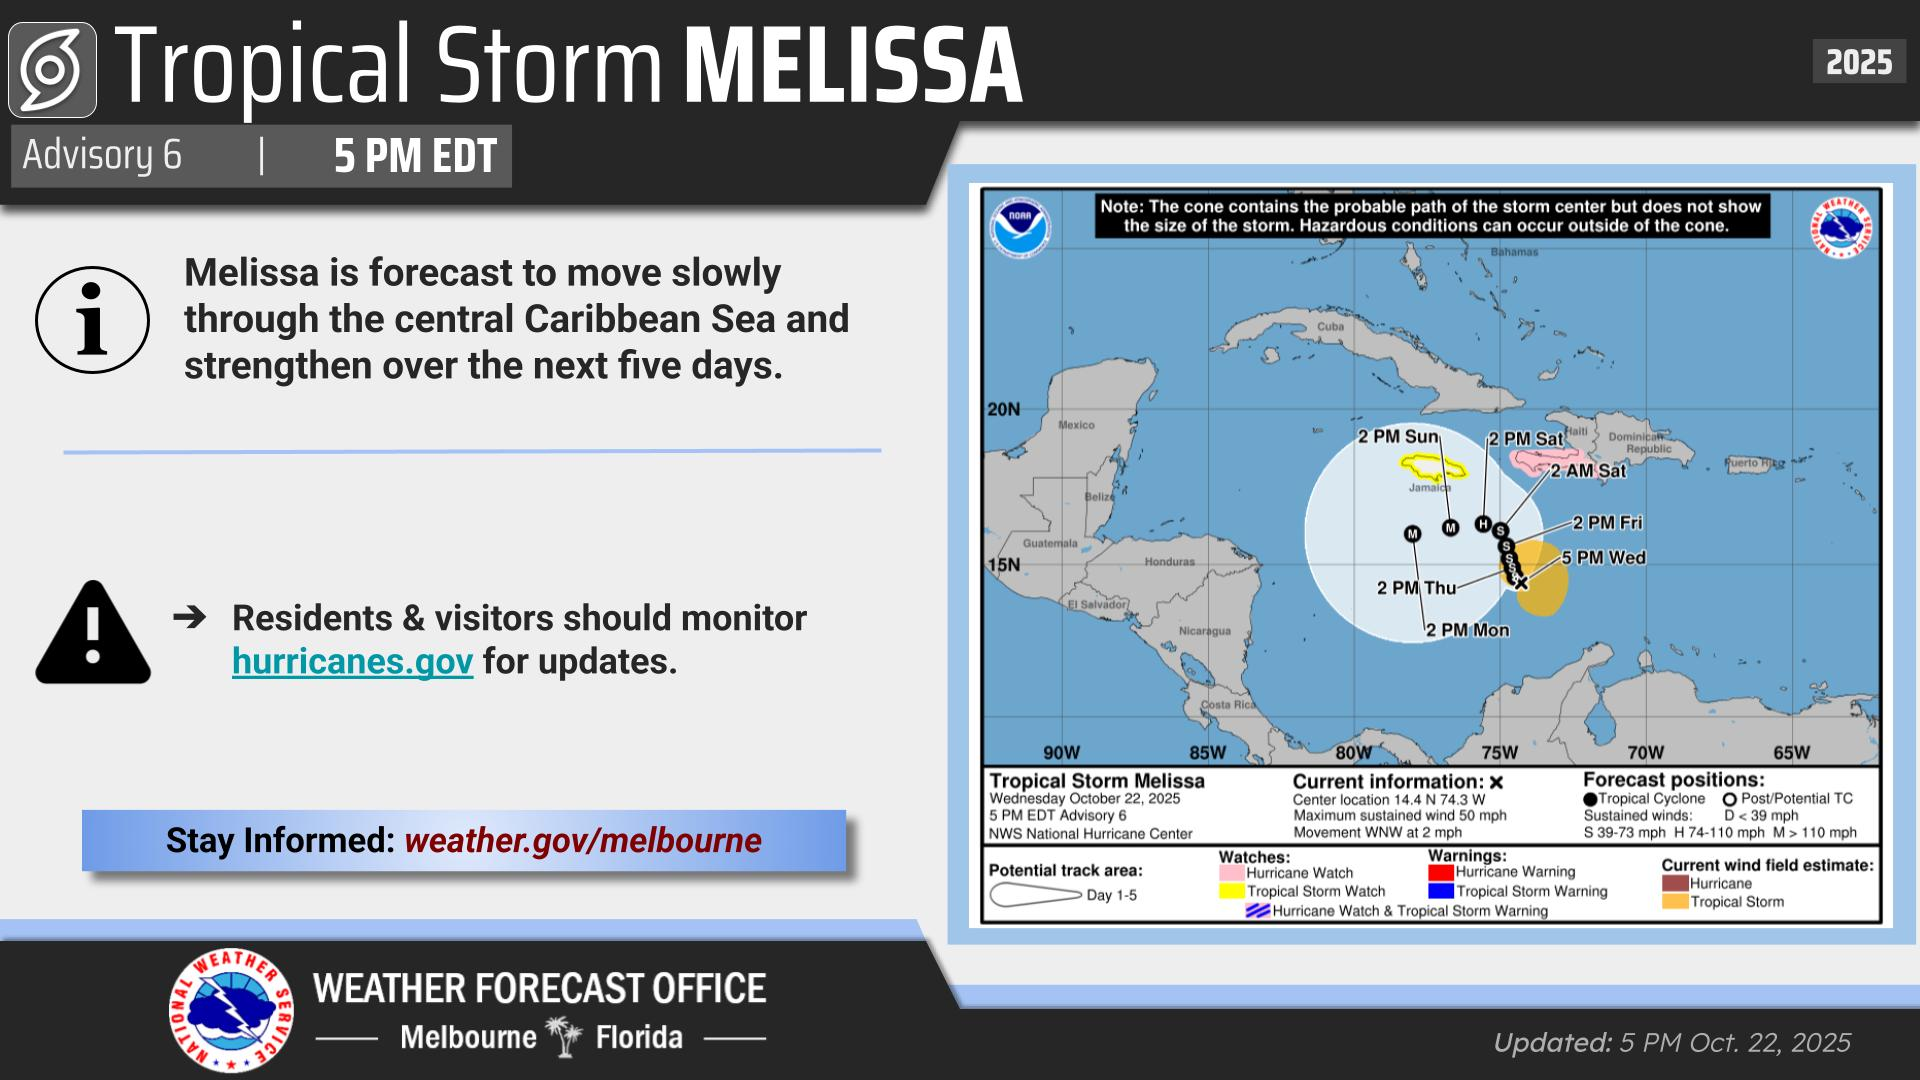 Tropical Storm MELISSA
2025
Advisory 6 | 5 PM EDT
Melissa is forecast to move slowly
through the central Caribbean Sea and
strengthen over the next five days.
➔ Residents & visitors should monitor
hurricanes.gov for updates.
Stay Informed: weather.gov/melbourne
NATIONAL WEATHER SERVICE
WEATHER FORECAST OFFICE
Melbourne Florida
Note: The cone contains the probable path of the storm center but does not show
the size of the storm. Hazardous conditions can occur outside of the cone.
NOAA
NATIONAL WEATHER SERVICE
Bahamas
Cuba
20N
Mexico
2 PM Sun
2 PM Sat
Haiti
Dominican
Republic
Puerto Rico
2 AM Sat
Jamaica
Belize
H
M
S
M
S
2 PM Fri
Guatemala
Honduras
15N
S
5 PM Wed
S
2 PM Thu
El Salvador
Nicaragua
2 PM Mon
Costa Rica
90W
85W
80W
75W
70W
65W
Tropical Storm Melissa
Wednesday October 22, 2025
5 PM EDT Advisory 6
NWS National Hurricane Center
Current information: ×
Center location 14.4 N 74.3 W
Maximum sustained wind 50 mph
Movement WNW at 2 mph
Forecast positions:
Tropical Cyclone Post/Potential TC
Sustained winds: D < 39 mph
S 39-73 mph H 74-110 mph M > 110 mph
Potential track area:
Day 1-5
Watches:
Hurricane Watch
Tropical Storm Watch
Warnings:
Hurricane Warning
Tropical Storm Warning
Hurricane Watch & Tropical Storm Warning
Current wind field estimate:
Hurricane
Tropical Storm
Updated: 5 PM Oct. 22, 2025